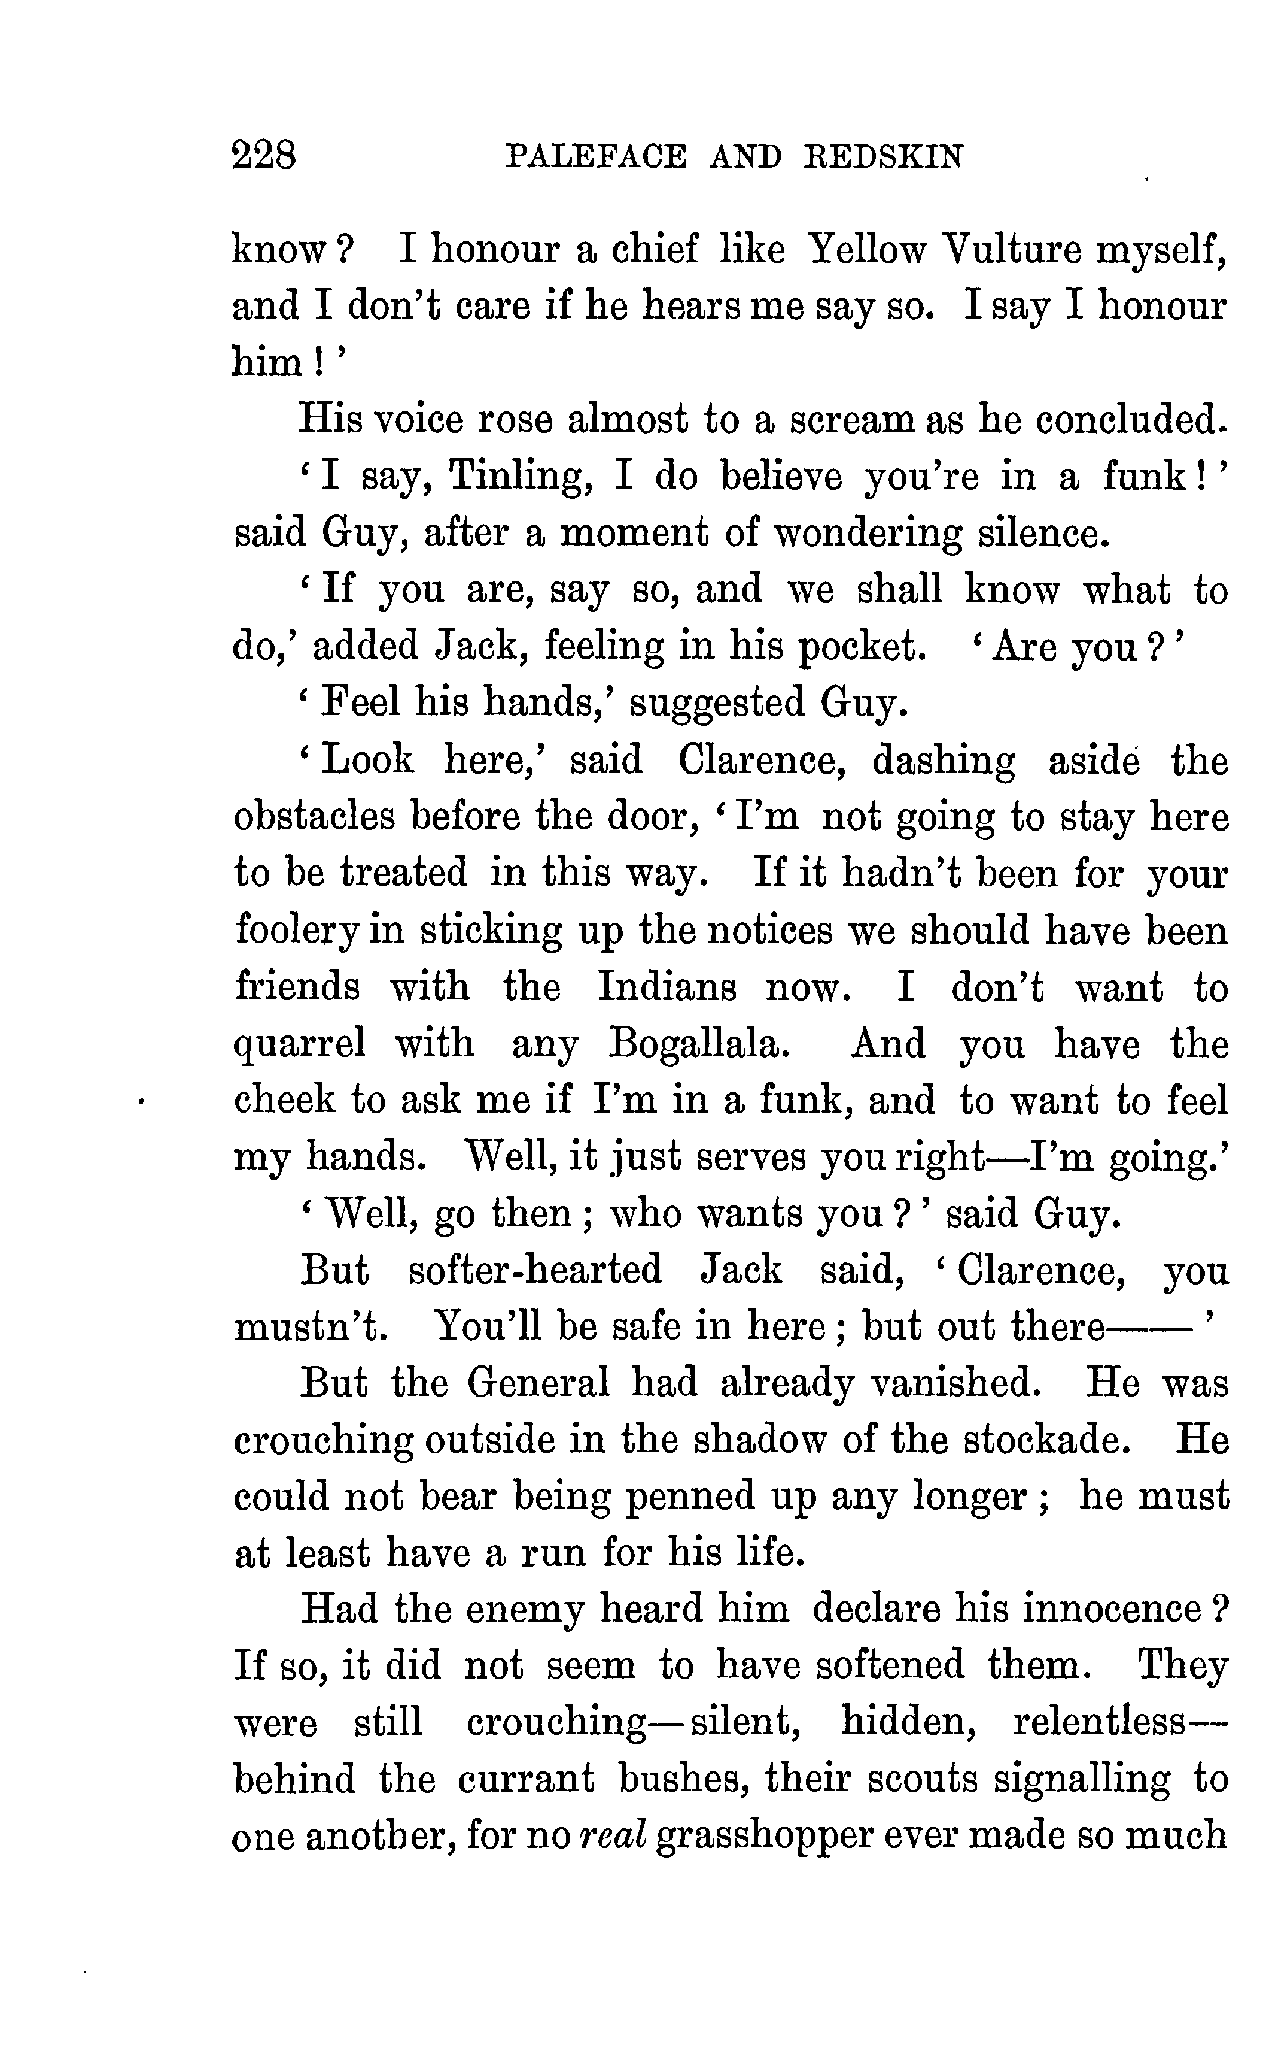 228 PALEFACE AND REDSKIN
know? I honour a chief like Yellow Vulture myself,
and I don't care if he hears me say so. I say I honour
him!'
His voice rose almost to a scream as he concluded.
'I say, Tinling, I do believe you're in a funk!'
said Guy, after a moment of wondering silence.
'If you are, say so, and we shall know what to
do,' added Jack, feeling in his pocket. 'Are you?'
'Feel his hands,' suggested Guy.
'Look here,' said Clarence, dashing aside the
obstacles before the door, 'I'm not going to stay here
to be treated in this way. If it hadn't been for your
foolery in sticking up the notices we should have been
friends with the Indians now. I don't want to
quarrel with any Bogallala. And you have the
cheek to ask me if I'm in a funk, and to want to feel
my hands. Well, it just serves you right—I'm going.'
'Well, go then; who wants you?' said Guy.
But softer-hearted Jack said, 'Clarence, you
mustn't. You'll be safe in here; but out there——'
But the General had already vanished. He was
crouching outside in the shadow of the stockade. He
could not bear being penned up any longer; he must
at least have a run for his life.
Had the enemy heard him declare his innocence?
If so, it did not seem to have softened them. They
were still crouching—silent, hidden, relentless—
behind the currant bushes, their scouts signalling to
one another, for no real grasshopper ever made so much